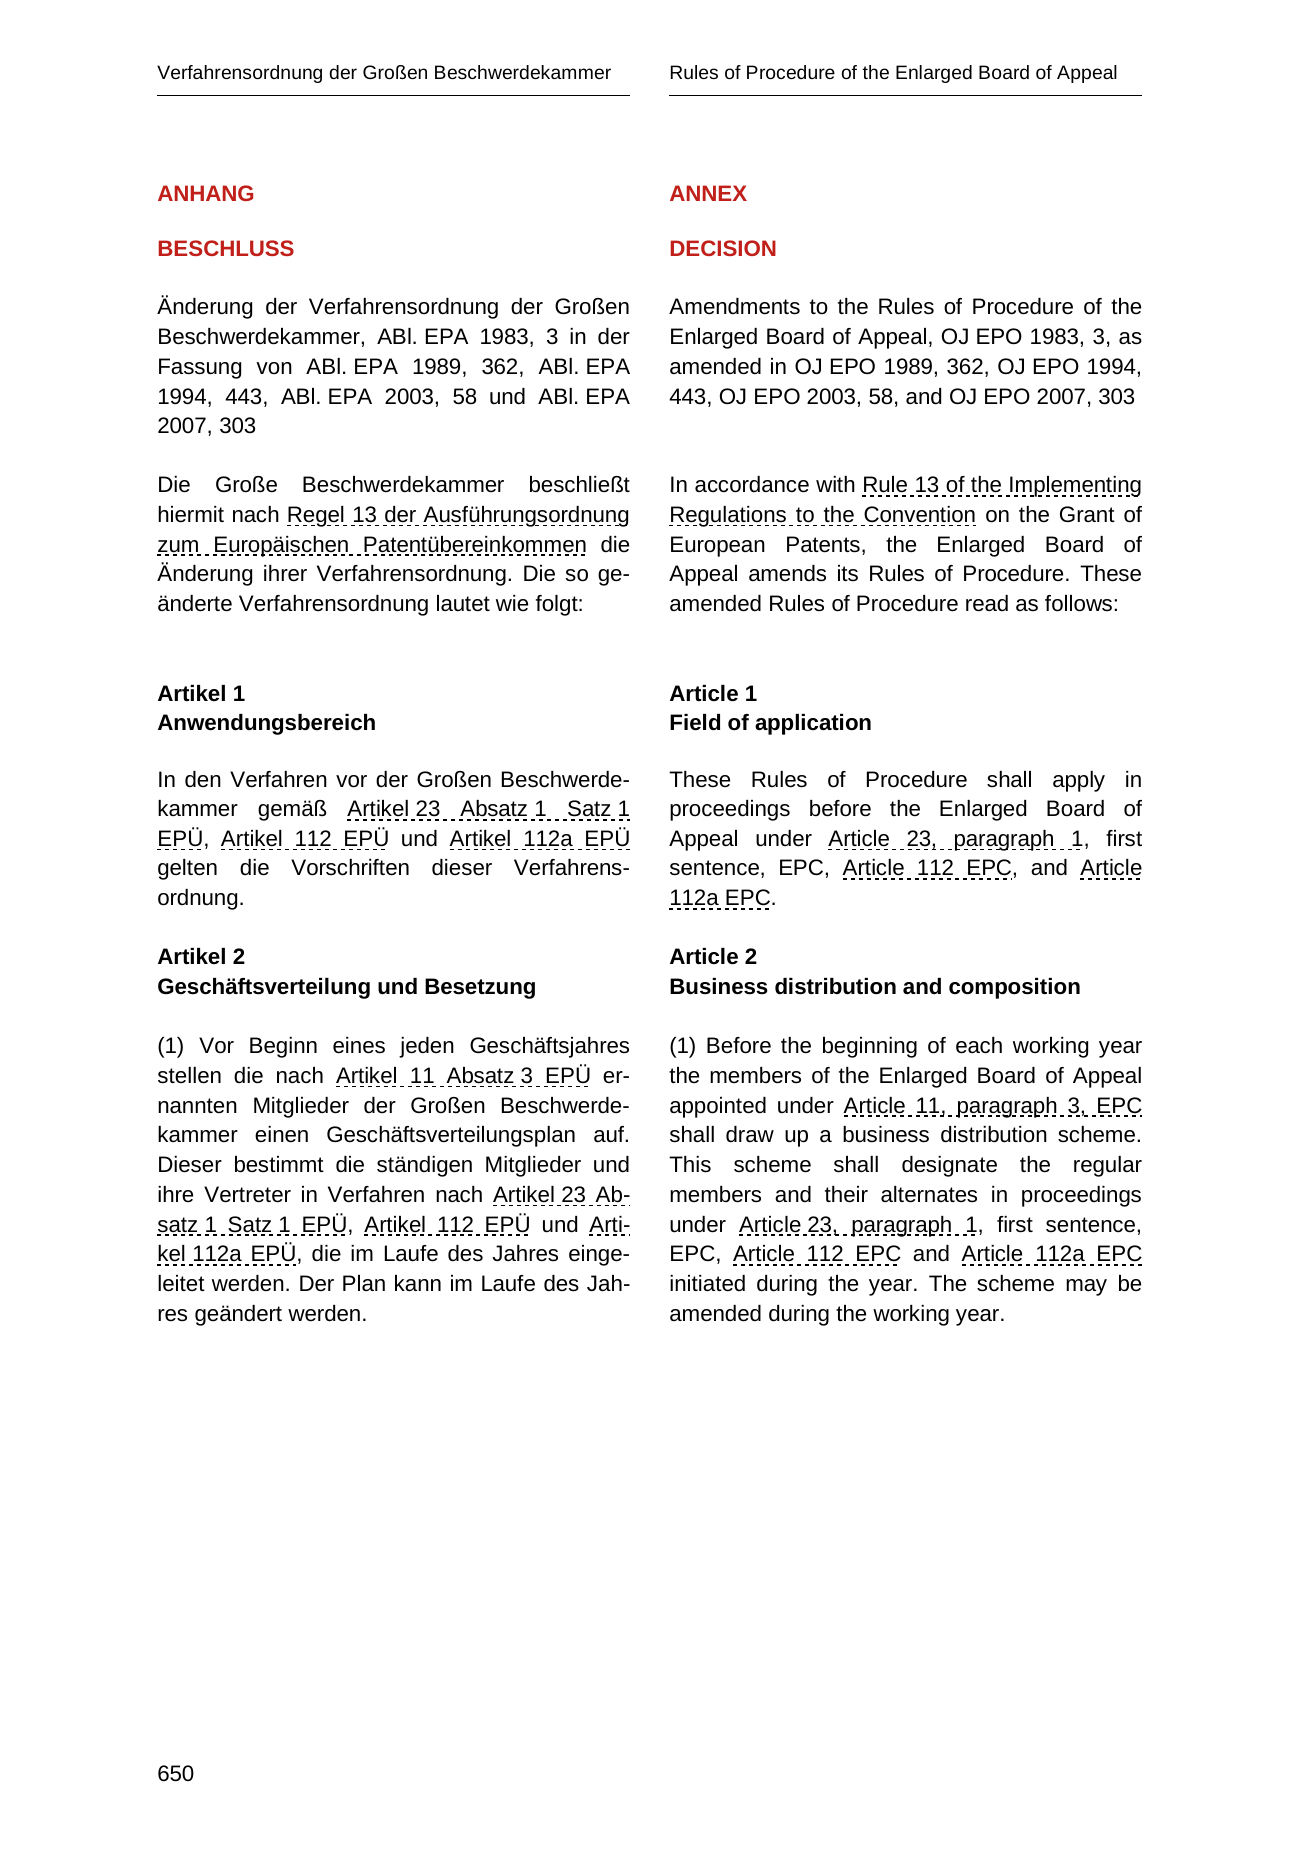 Verfahrensordnung der Großen Beschwerdekammer
ANHANG
BESCHLUSS
Änderung der Verfahrensordnung der Großen
Beschwerdekammer, ABl. EPA 1983, 3 in der
Fassung von ABl. EPA 1989, 362, ABl. EPA
1994, 443, ABl. EPA 2003, 58 und ABl. EPA
2007, 303
Die Große Beschwerdekammer beschließt
hiermit nach Regel 13 der Ausführungsordnung
zum Europäischen Patentübereinkommen die
Änderung ihrer Verfahrensordnung. Die so ge-
änderte Verfahrensordnung lautet wie folgt:
Artikel 1
Anwendungsbereich
In den Verfahren vor der Großen Beschwerde-
kammer gemäß Artikel 23 Absatz 1 Satz 1
EPÜ, Artikel 112 EPÜ und Artikel 112a EPÜ
gelten die Vorschriften dieser Verfahrens-
ordnung.
Artikel 2
Geschäftsverteilung und Besetzung
(1) Vor Beginn eines jeden Geschäftsjahres
stellen die nach Artikel 11 Absatz 3 EPÜ er-
nannten Mitglieder der Großen Beschwerde-
kammer einen Geschäftsverteilungsplan auf.
Dieser bestimmt die ständigen Mitglieder und
ihre Vertreter in Verfahren nach Artikel 23 Ab-
satz 1 Satz 1 EPÜ, Artikel 112 EPÜ und Arti-
kel 112a EPÜ, die im Laufe des Jahres einge-
leitet werden. Der Plan kann im Laufe des Jah-
res geändert werden.
Rules of Procedure of the Enlarged Board of Appeal
ANNEX
DECISION
Amendments to the Rules of Procedure of the
Enlarged Board of Appeal, OJ EPO 1983, 3, as
amended in OJ EPO 1989, 362, OJ EPO 1994,
443, OJ EPO 2003, 58, and OJ EPO 2007, 303
In accordance with Rule 13 of the Implementing
Regulations to the Convention on the Grant of
European Patents, the Enlarged Board of
Appeal amends its Rules of Procedure. These
amended Rules of Procedure read as follows:
Article 1
Field of application
These Rules of Procedure shall apply in
proceedings before the Enlarged Board of
Appeal under Article 23, paragraph 1, first
sentence, EPC, Article 112 EPC, and Article
112a EPC.
Article 2
Business distribution and composition
(1) Before the beginning of each working year
the members of the Enlarged Board of Appeal
appointed under Article 11, paragraph 3, EPC
shall draw up a business distribution scheme.
This scheme shall designate the regular
members and their alternates in proceedings
under Article 23, paragraph 1, first sentence,
EPC, Article 112 EPC and Article 112a EPC
initiated during the year. The scheme may be
amended during the working year.
650